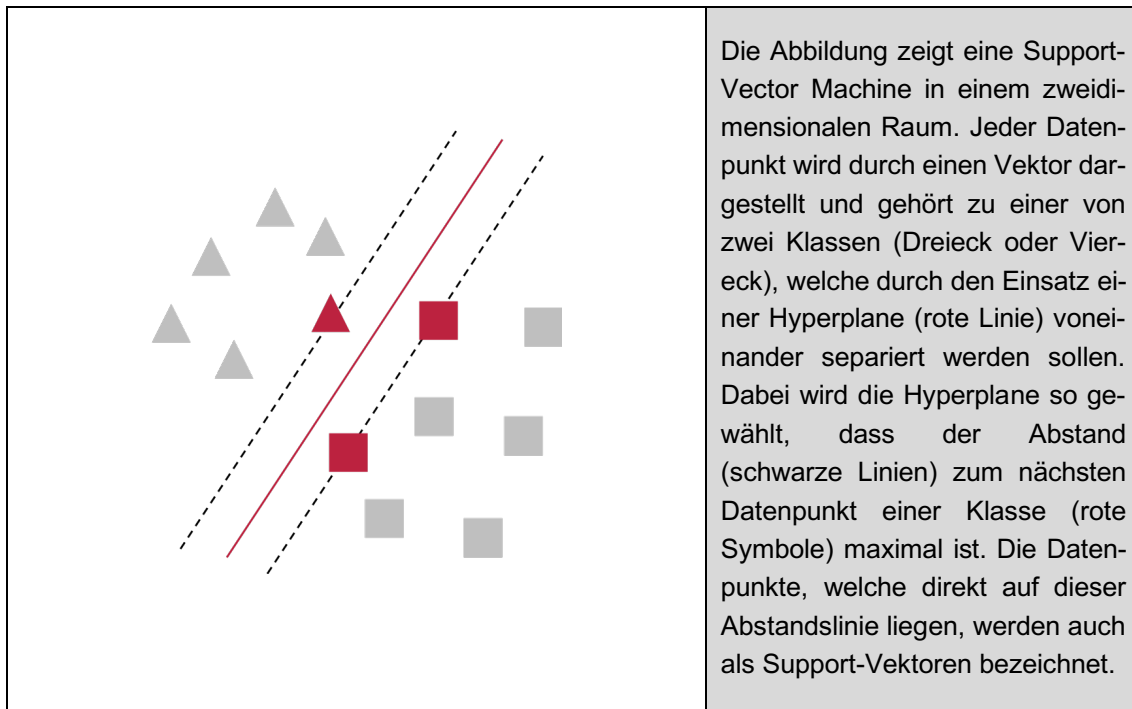 Die Abbildung zeigt eine Support-
Vector Machine in einem zweidi-
mensionalen Raum. Jeder Daten-
punkt wird durch einen Vektor dar-
gestellt und gehört zu einer von
zwei Klassen (Dreieck oder Vier-
eck), welche durch den Einsatz ei-
ner Hyperplane (rote Linie) vonei-
nander separiert werden sollen.
Dabei wird die Hyperplane so ge-
wählt, dass der Abstand
(schwarze Linien) zum nächsten
Datenpunkt einer Klasse (rote
Symbole) maximal ist. Die Daten-
punkte, welche direkt auf dieser
Abstandslinie liegen, werden auch
als Support-Vektoren bezeichnet.